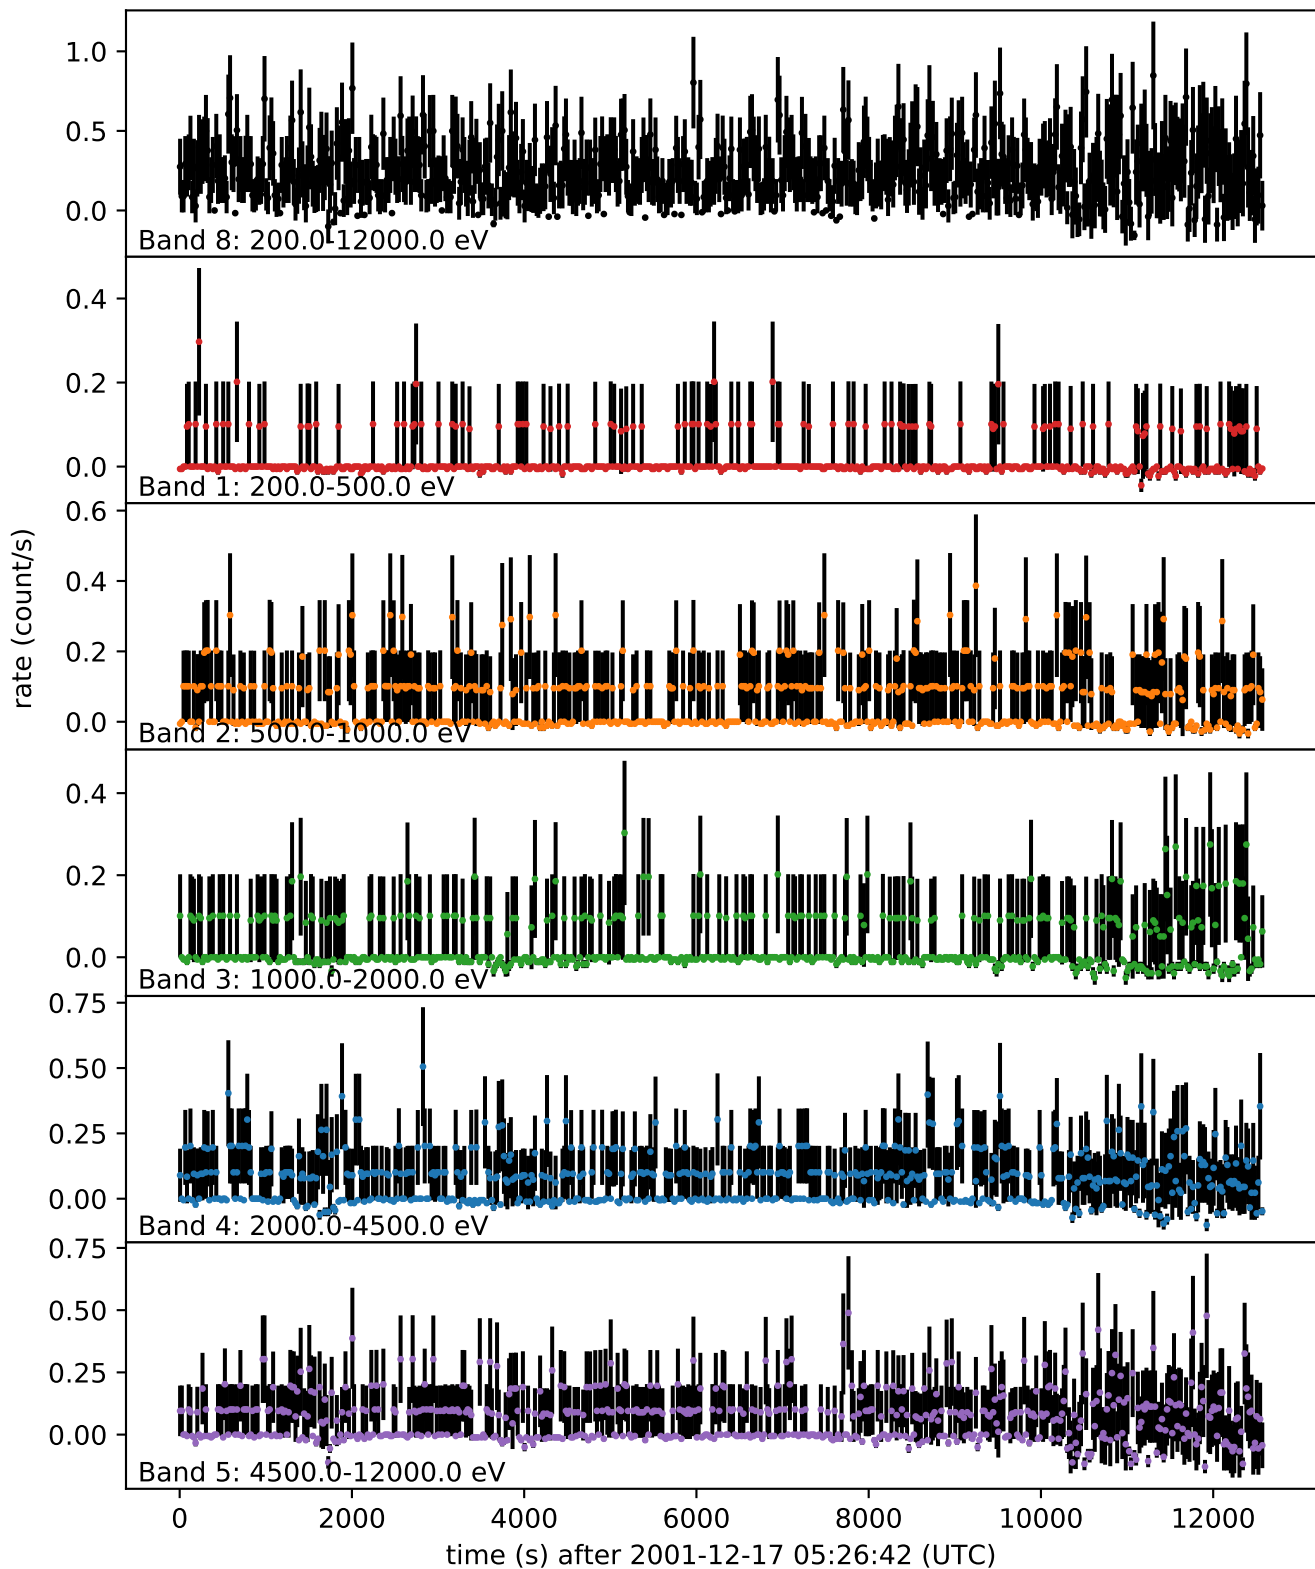 1.0
0.5
0.0
Band 8: 200.0-12000.0 eV
0.4
0.2
0.0
Band 1: 200.0-500.0 eV
0.6
0.4
0.2
0.0
Band 2: 500.0-1000.0 eV
rate (count/s)
0.4
0.2
0.0
Band 3: 1000.0-2000.0 eV
0.75
0.50
0.25
0.00
Band 4: 2000.0-4500.0 eV
0.75
0.50
0.25
0.00
Band 5: 4500.0-12000.0 eV
0 2000 4000 6000 8000 10000 12000
time (s) after 2001-12-17 05:26:42 (UTC)